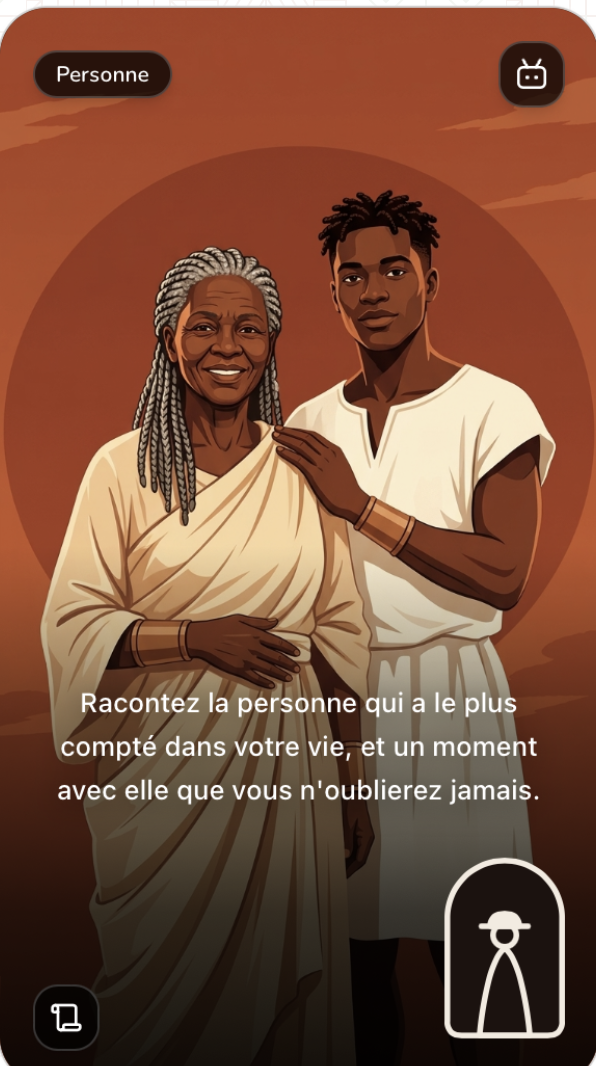 Personne
Racontez la personne qui a le plus
compté dans votre vie, et un moment
avec elle que vous n'oublierez jamais.